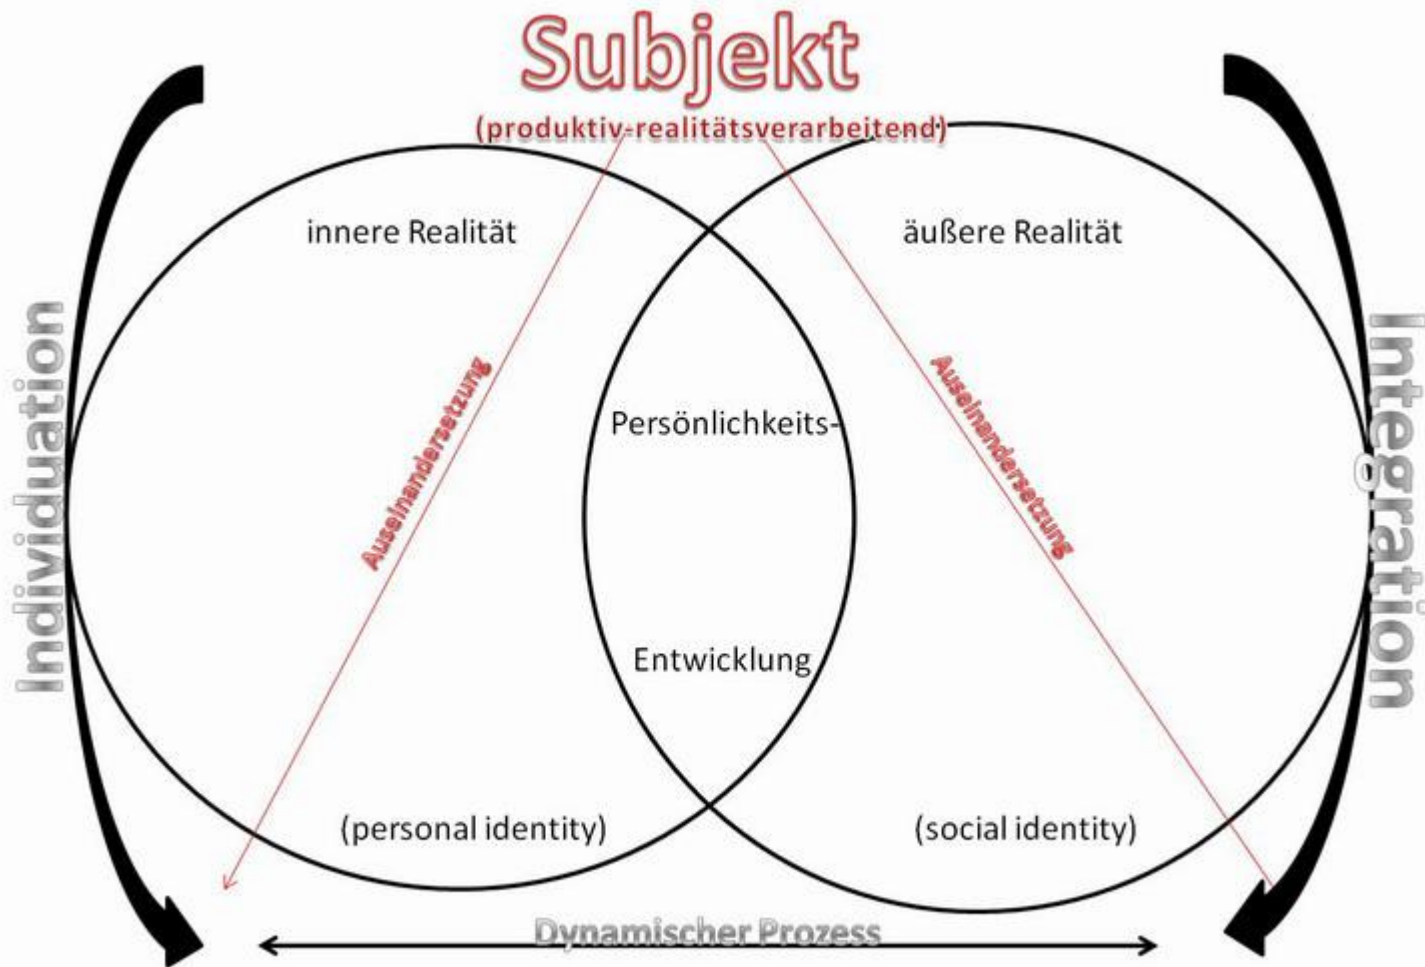 Subjekt
(produktiv-realitätsverarbeitend)
innere Realität
äußere Realität
Individuation
Integration
Auseinandersetzung
Auseinandersetzung
Persönlichkeits-
Entwicklung
(personal identity)
(social identity)
Dynamischer Prozess